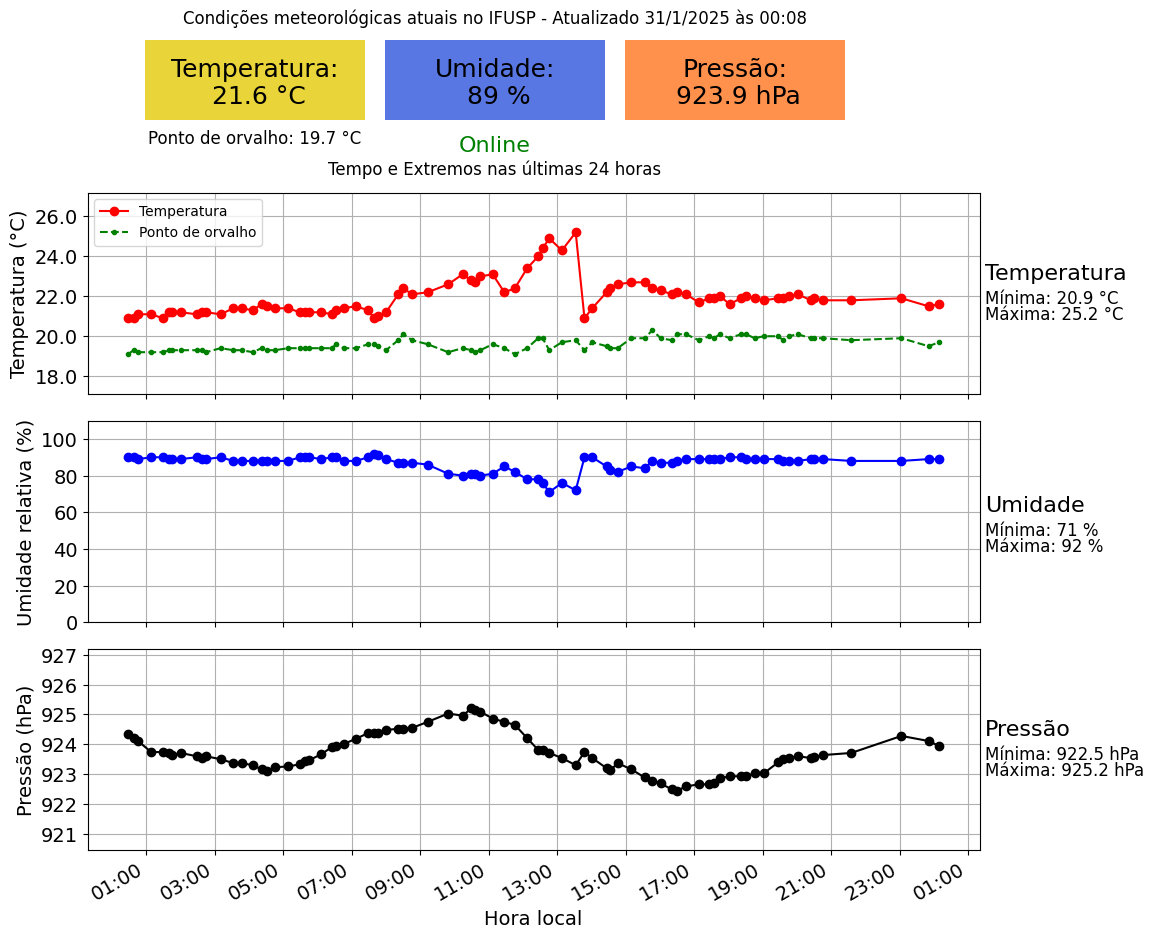 Condições meteorológicas atuais no IFUSP - Atualizado 31/1/2025 às 00:08
Temperatura:
21.6 °C
Umidade:
89 %
Pressão:
923.9 hPa
Ponto de orvalho: 19.7 °C
Online
Tempo e Extremos nas últimas 24 horas
Temperatura (°C)
26.0
24.0
22.0
20.0
18.0
Temperatura
Ponto de orvalho
Temperatura
Mínima: 20.9 °C
Máxima: 25.2 °C
Umidade relativa (%)
100
80
60
40
20
0
Umidade
Mínima: 71 %
Máxima: 92 %
Pressão (hPa)
927
926
925
924
923
922
921
Pressão
Mínima: 922.5 hPa
Máxima: 925.2 hPa
01:00
03:00
05:00
07:00
09:00
11:00
13:00
15:00
17:00
19:00
21:00
23:00
01:00
Hora local